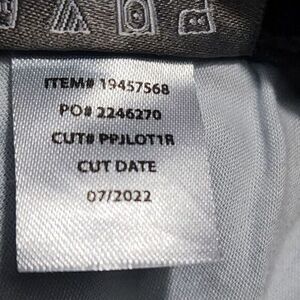 ITEM# 19457568
PO# 2246270
CUT# PPJLOT1R
CUT DATE
07/2022